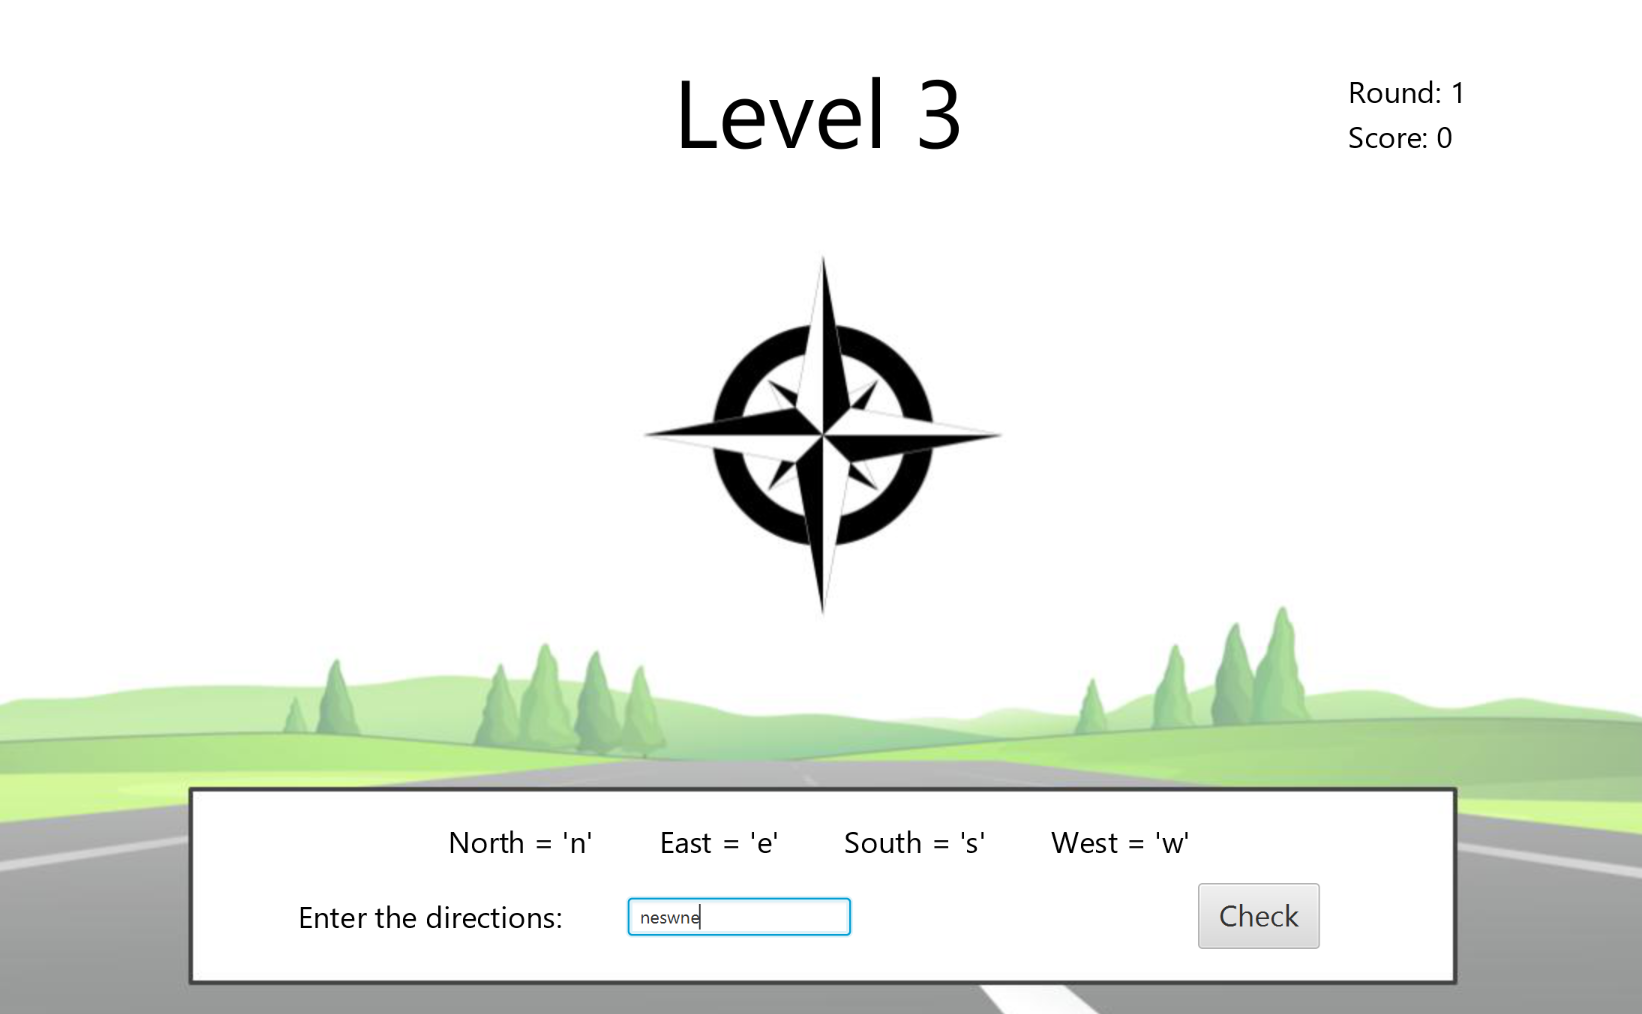 Level 3
Round: 1
Score: 0
North = 'n' East = 'e' South = 's' West = 'w'
Enter the directions: neswne Check